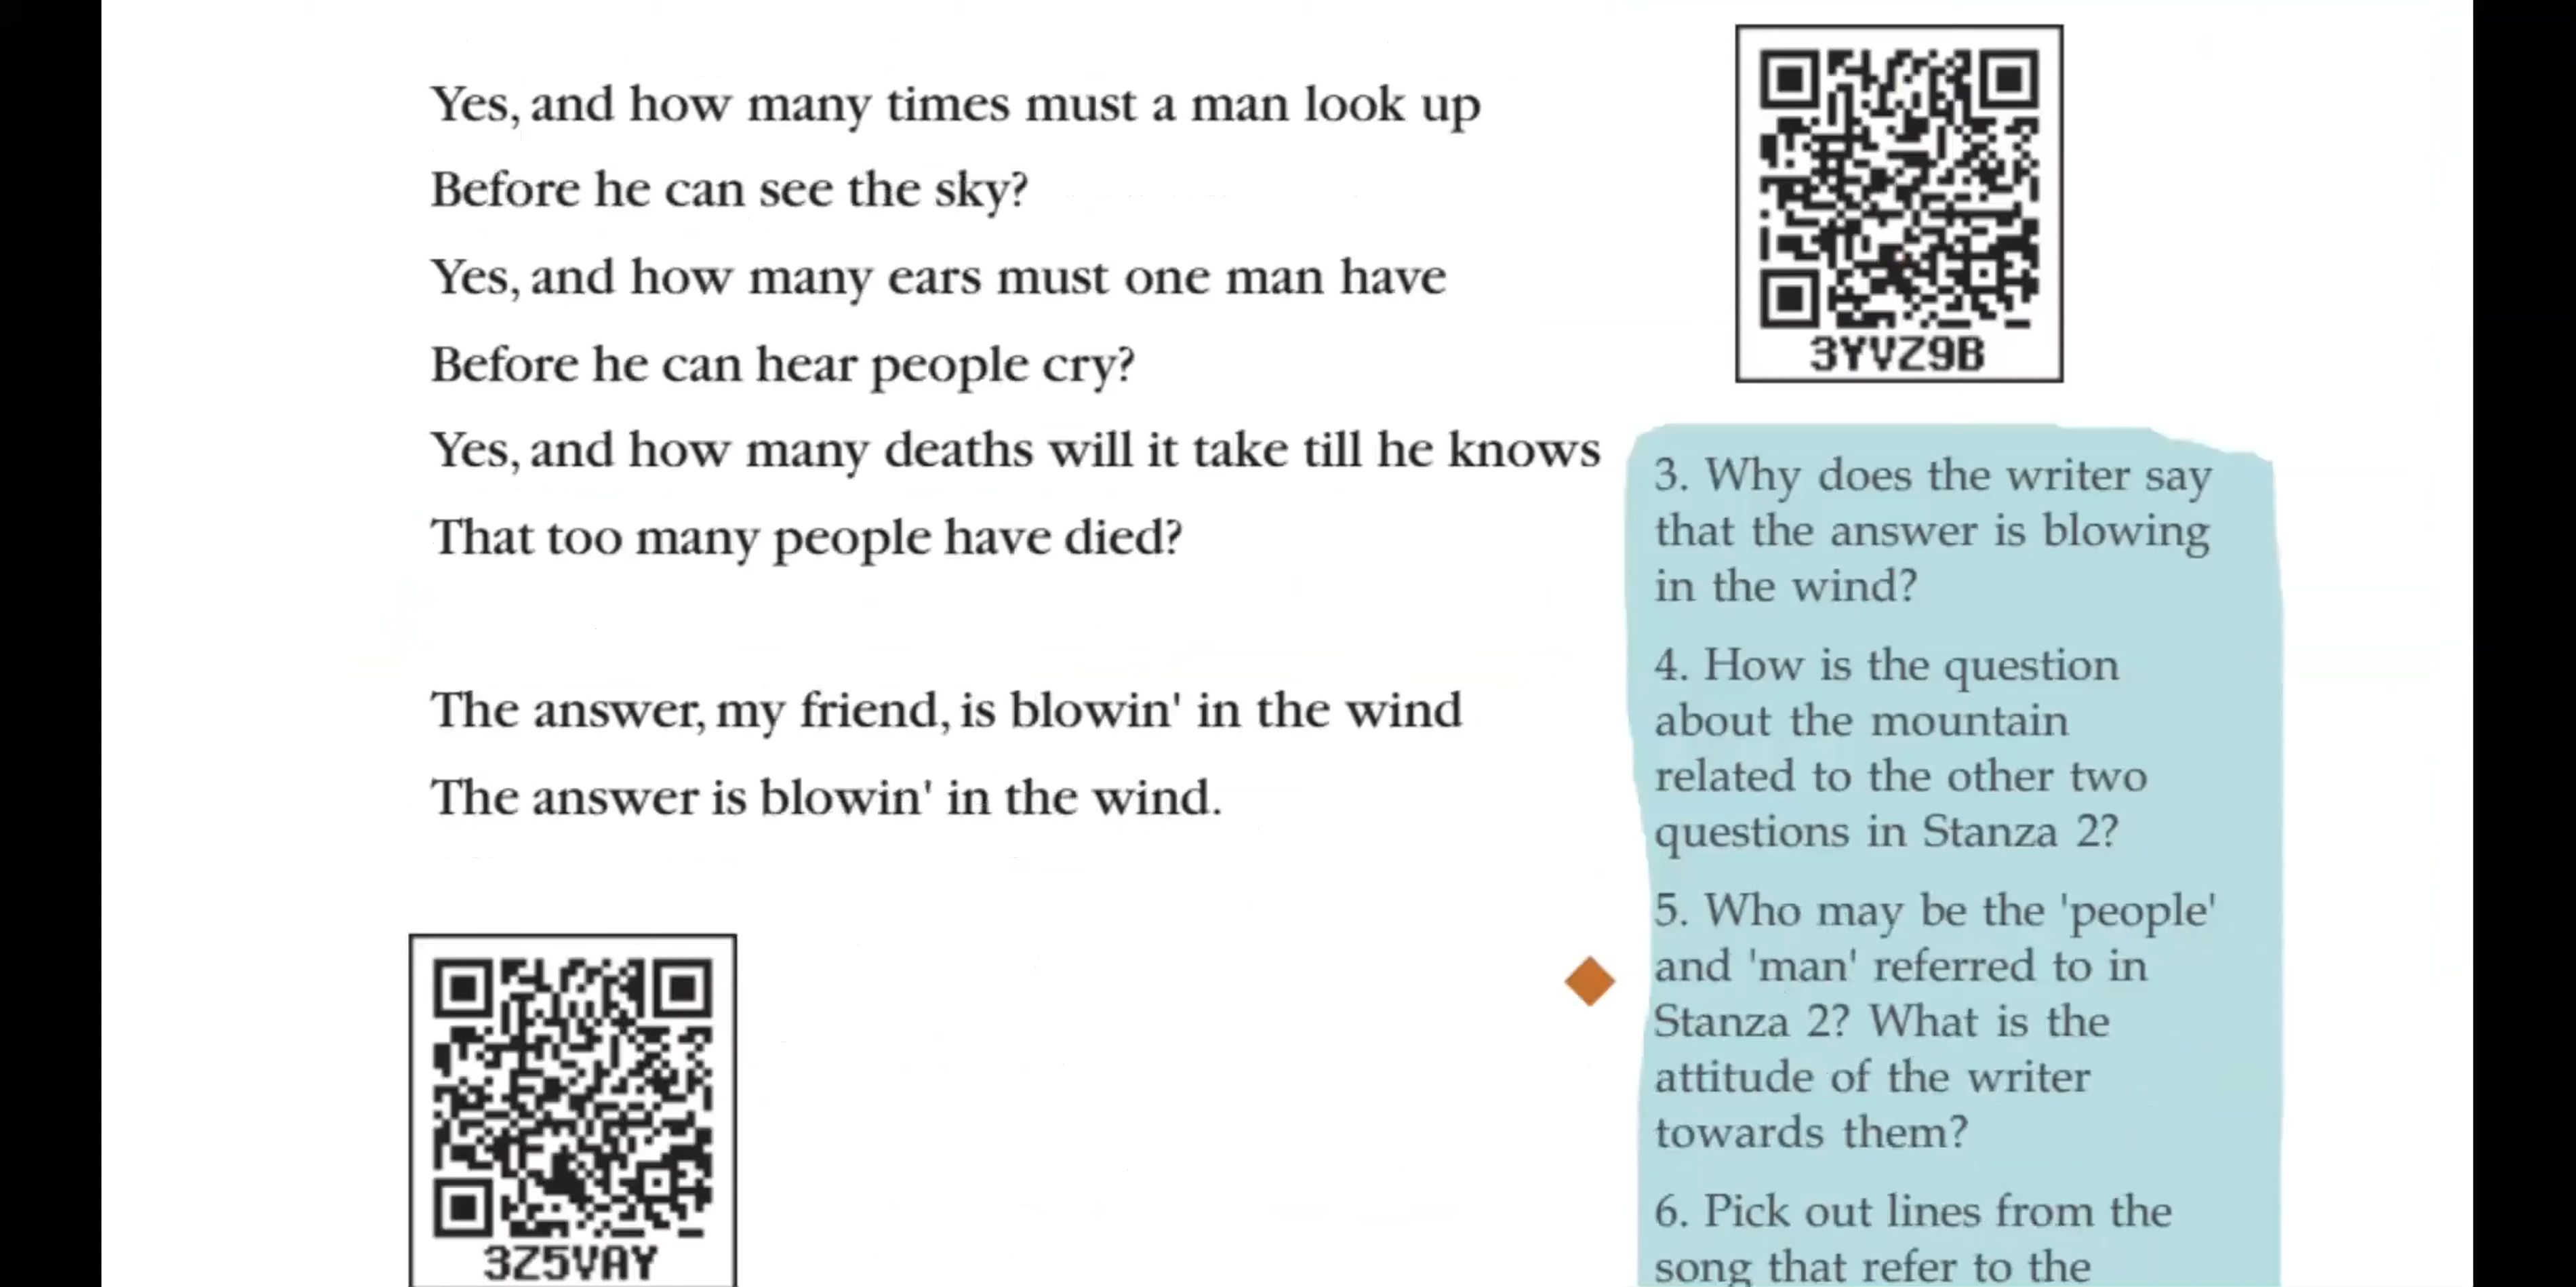 Yes, and how many times must a man look up
Before he can see the sky?
Yes, and how many ears must one man have
Before he can hear people cry?
Yes, and how many deaths will it take till he knows
That too many people have died?
The answer, my friend, is blowin' in the wind
The answer is blowin' in the wind.
3Z5VAY
3YVZ9B
3. Why does the writer say
that the answer is blowing
in the wind?
4. How is the question
about the mountain
related to the other two
questions in Stanza 2?
5. Who may be the 'people'
and 'man' referred to in
Stanza 2? What is the
attitude of the writer
towards them?
6. Pick out lines from the
song that refer to the